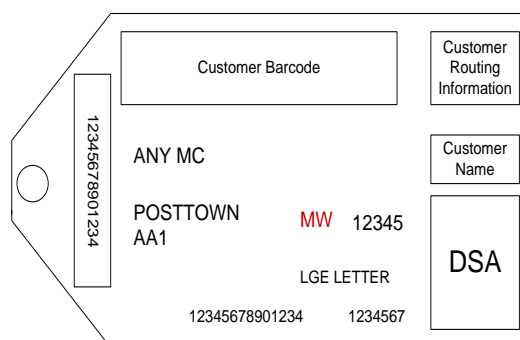 Customer Barcode
Customer
Routing
Information
12345678901234
ANY MC
Customer
Name
POSTTOWN
AA1
MW 12345
DSA
LGE LETTER
12345678901234 1234567